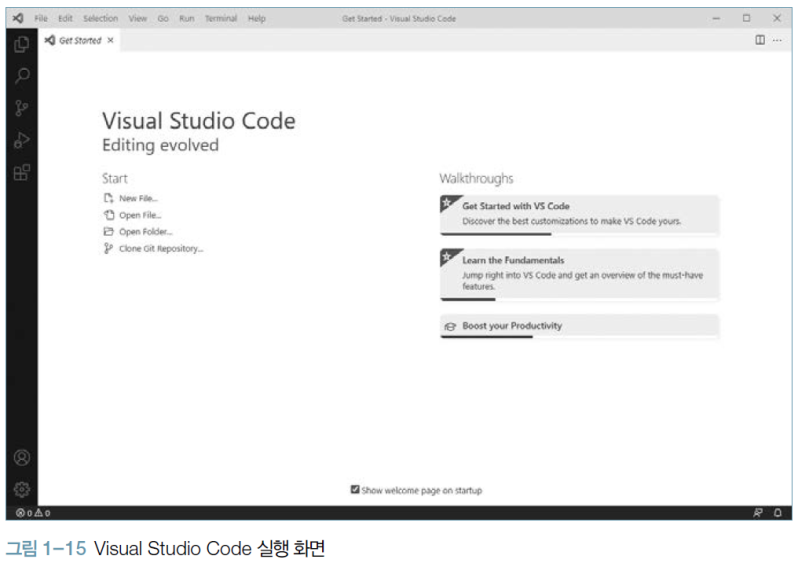 File Edit Selection View Go Run Terminal Help Get Started - Visual Studio Code
Get Started
Visual Studio Code
Editing evolved
Start
New File...
Open File...
Open Folder...
Clone Git Repository...
Walkthroughs
Get Started with VS Code
Discover the best customizations to make VS Code yours.
Learn the Fundamentals
Jump right into VS Code and get an overview of the must-have
features.
Boost your Productivity
Show welcome page on startup
0 0
그림 1-15 Visual Studio Code 실행 화면